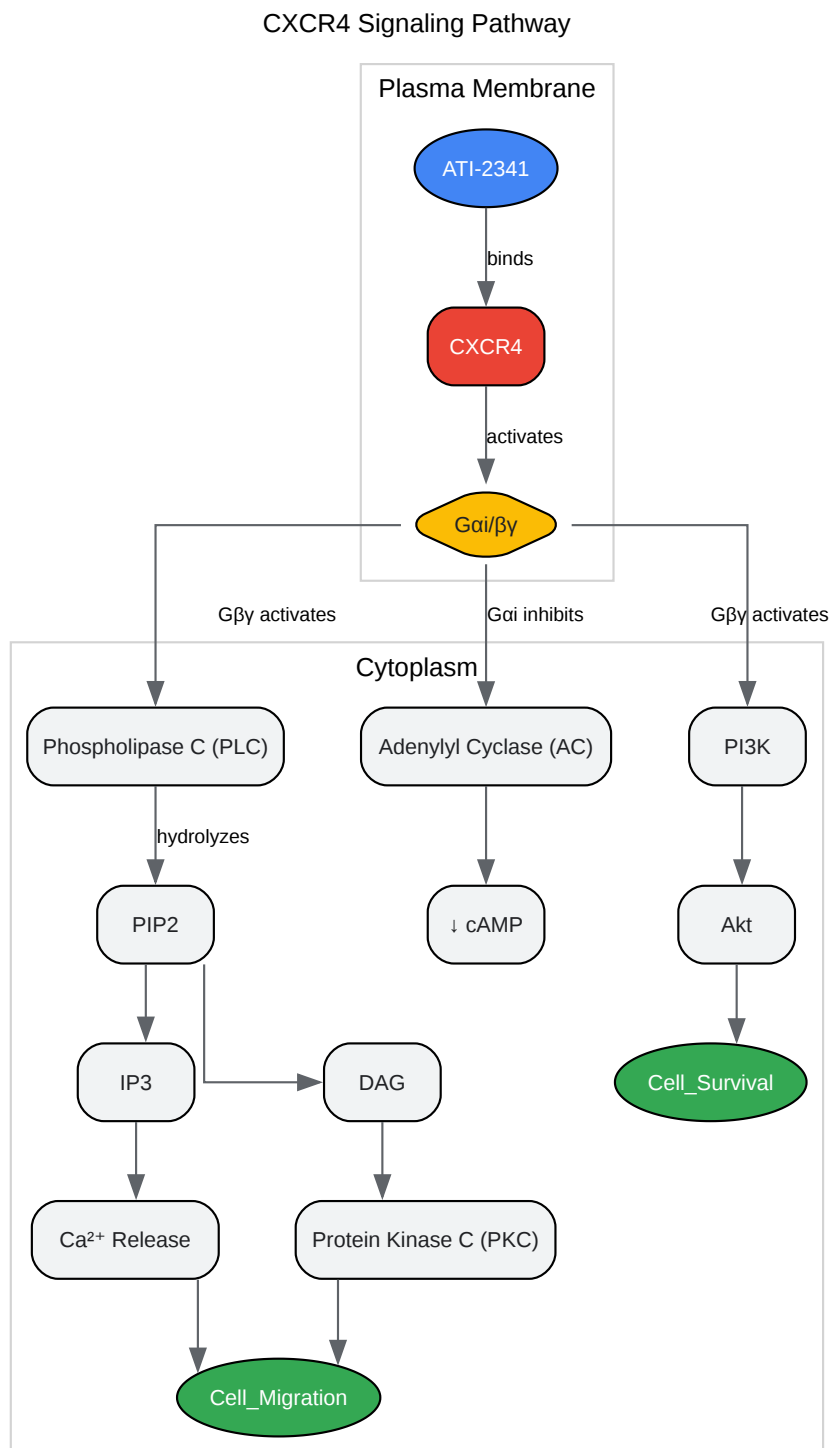 CXCR4 Signaling Pathway
Plasma Membrane
ATI-2341
binds
CXCR4
activates
Gαi/βγ
Gβγ activates
Gαi inhibits
Gβγ activates
Cytoplasm
Phospholipase C (PLC)
Adenylyl Cyclase (AC)
PI3K
hydrolyzes
PIP2
↓ cAMP
Akt
IP3
DAG
Cell_Survival
Ca²⁺ Release
Protein Kinase C (PKC)
Cell_Migration